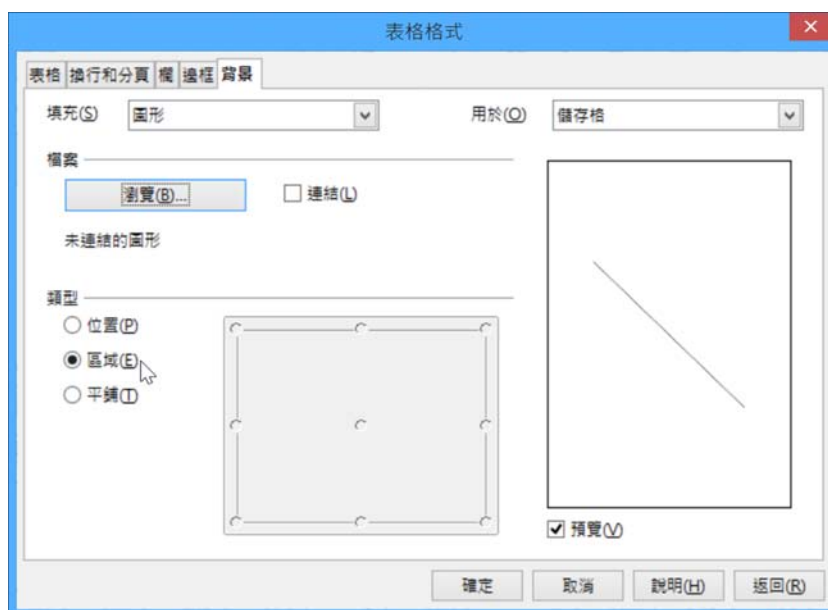 表格格式
表格 換行和分頁 欄 邊框 背景
填充(S) 圖形 用於(O) 儲存格
檔案
瀏覽(B)... 連結(L)
未連結的圖形
類型
位置(P)
區域(E)
平鋪(T)
預覽(V)
確定 取消 說明(H) 返回(R)